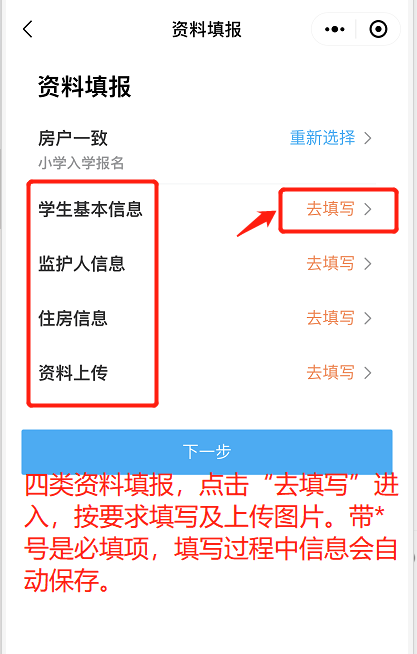 资料填报
资料填报
房户一致 重新选择
小学入学报名
学生基本信息 去填写
监护人信息 去填写
住房信息 去填写
资料上传 去填写
下一步
四类资料填报，点击“去填写”进
入，按要求填写及上传图片。带*
号是必填项，填写过程中信息会自
动保存。